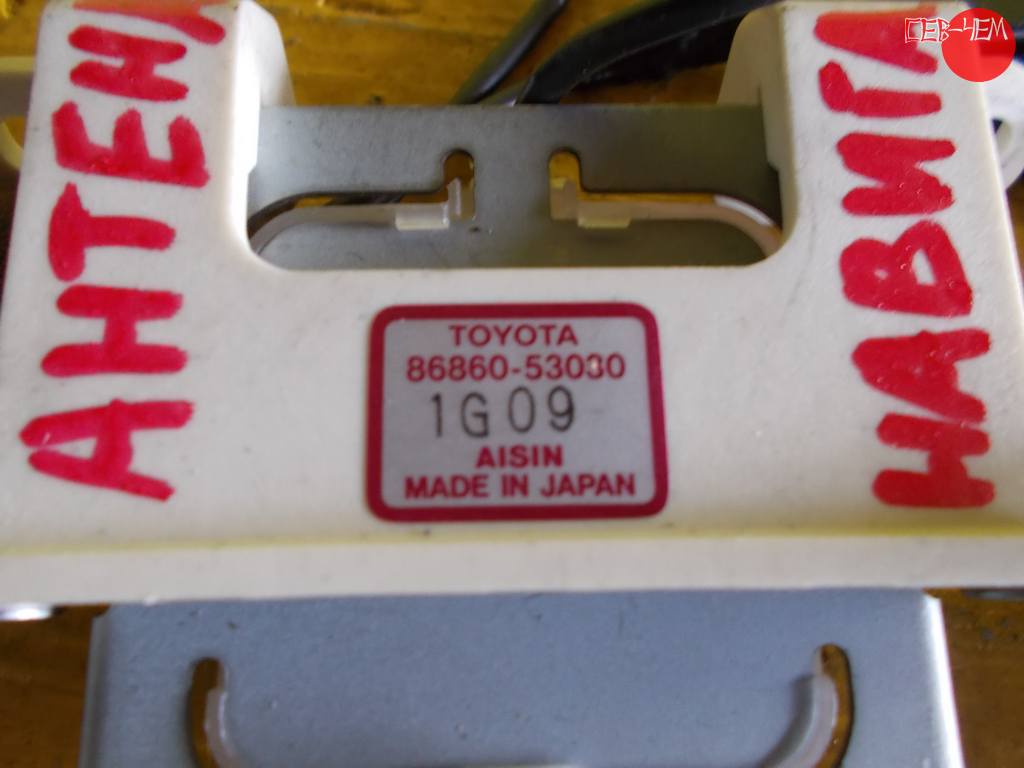 АНТЕН
НАВИГА
TOYOTA
86860-53030
1G09
AISIN
MADE IN JAPAN